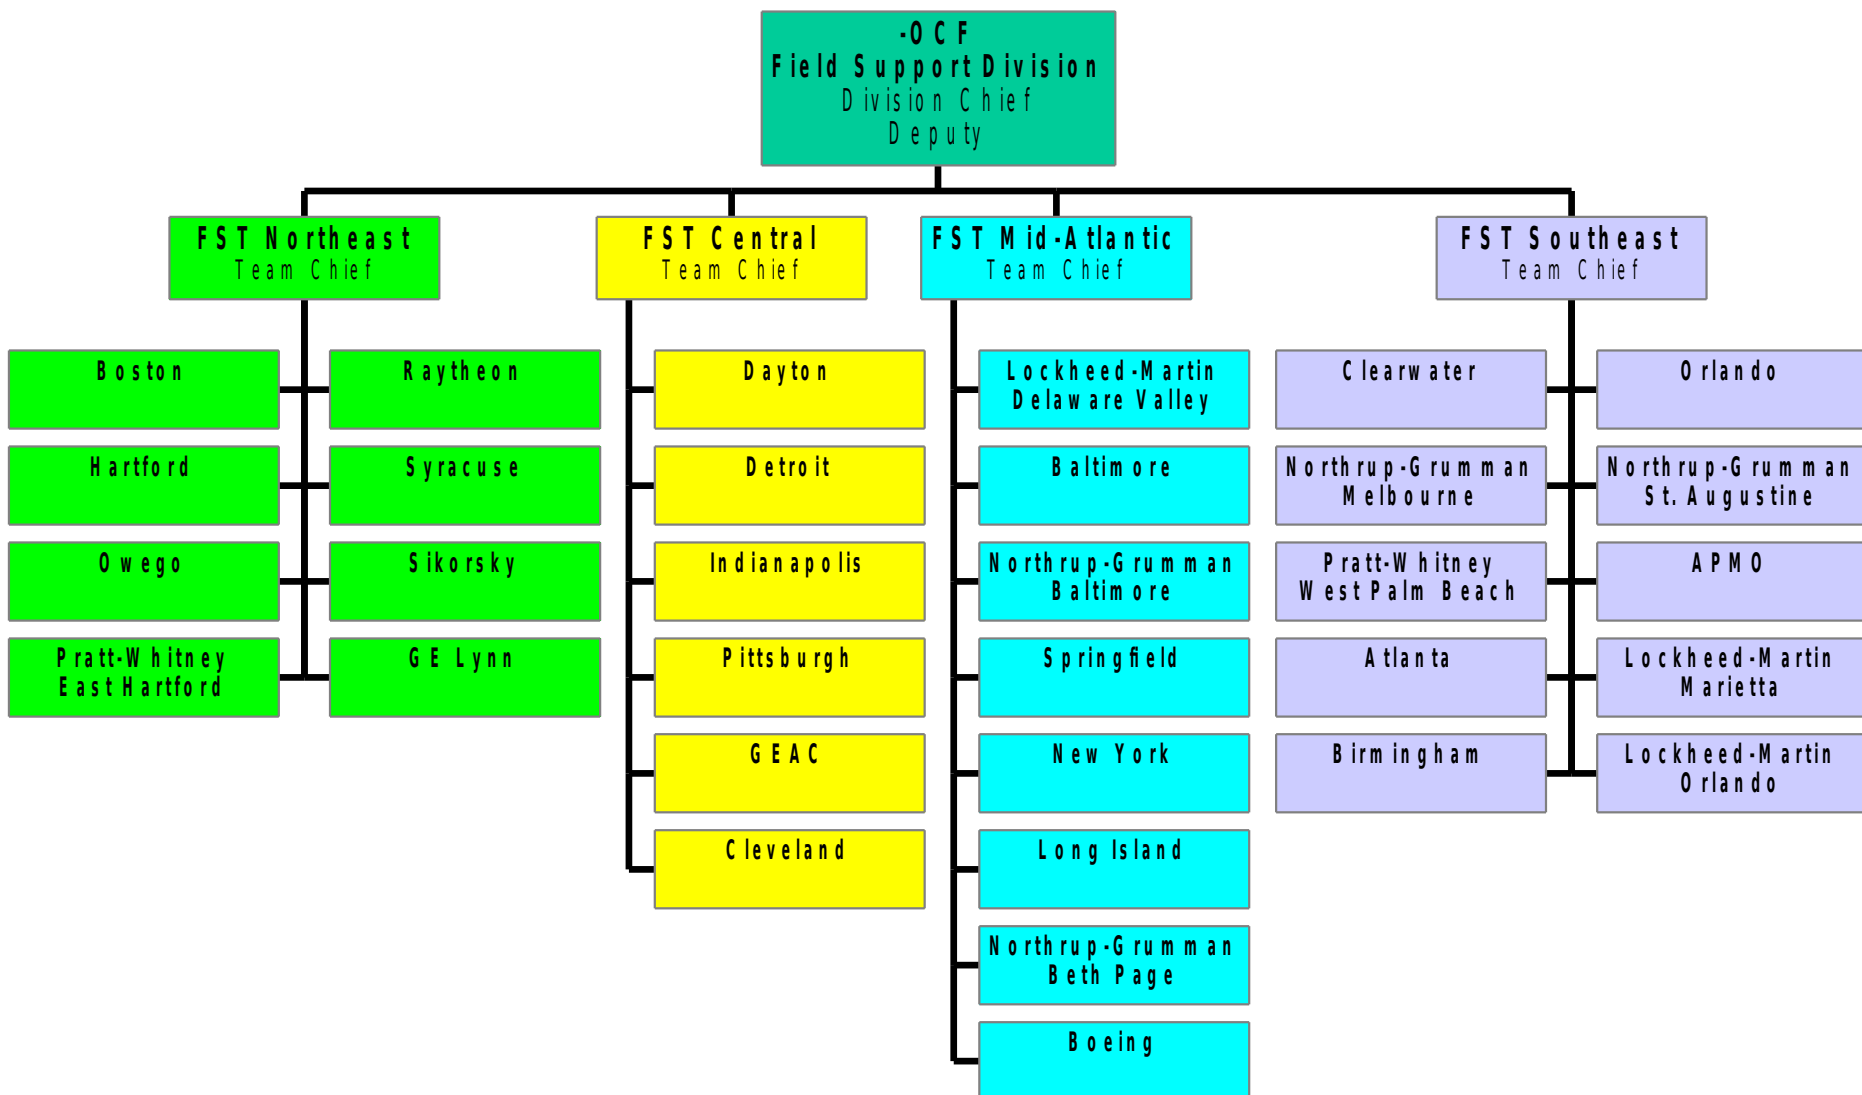 -OCF
Field Support Division
Division Chief
Deputy
FST Northeast
Team Chief
FST Central
Team Chief
FST Mid-Atlantic
Team Chief
FST Southeast
Team Chief
Boston
Raytheon
Hartford
Syracuse
Owego
Sikorsky
Pratt-Whitney
East Hartford
GE Lynn
Dayton
Detroit
Indianapolis
Pittsburgh
GEAC
Cleveland
Lockheed-Martin
Delaware Valley
Baltimore
Northrup-Grumman
Baltimore
Springfield
New York
Long Island
Northrup-Grumman
Beth Page
Boeing
Clearwater
Orlando
Northrup-Grumman
Melbourne
Northrup-Grumman
St. Augustine
Pratt-Whitney
West Palm Beach
APMO
Atlanta
Lockheed-Martin
Marietta
Birmingham
Lockheed-Martin
Orlando